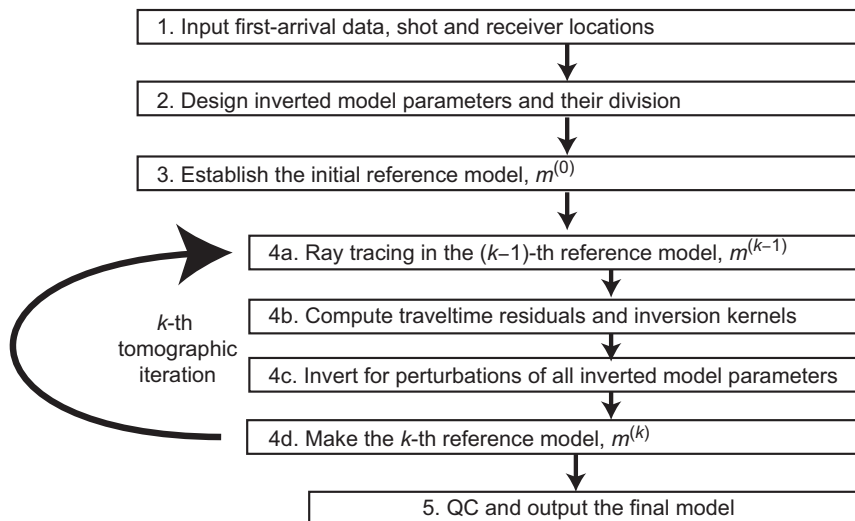 1. Input first-arrival data, shot and receiver locations
2. Design inverted model parameters and their division
3. Establish the initial reference model, m^(0)
4a. Ray tracing in the (k–1)-th reference model, m^(k–1)
4b. Compute traveltime residuals and inversion kernels
k-th
tomographic
iteration
4c. Invert for perturbations of all inverted model parameters
4d. Make the k-th reference model, m^(k)
5. QC and output the final model